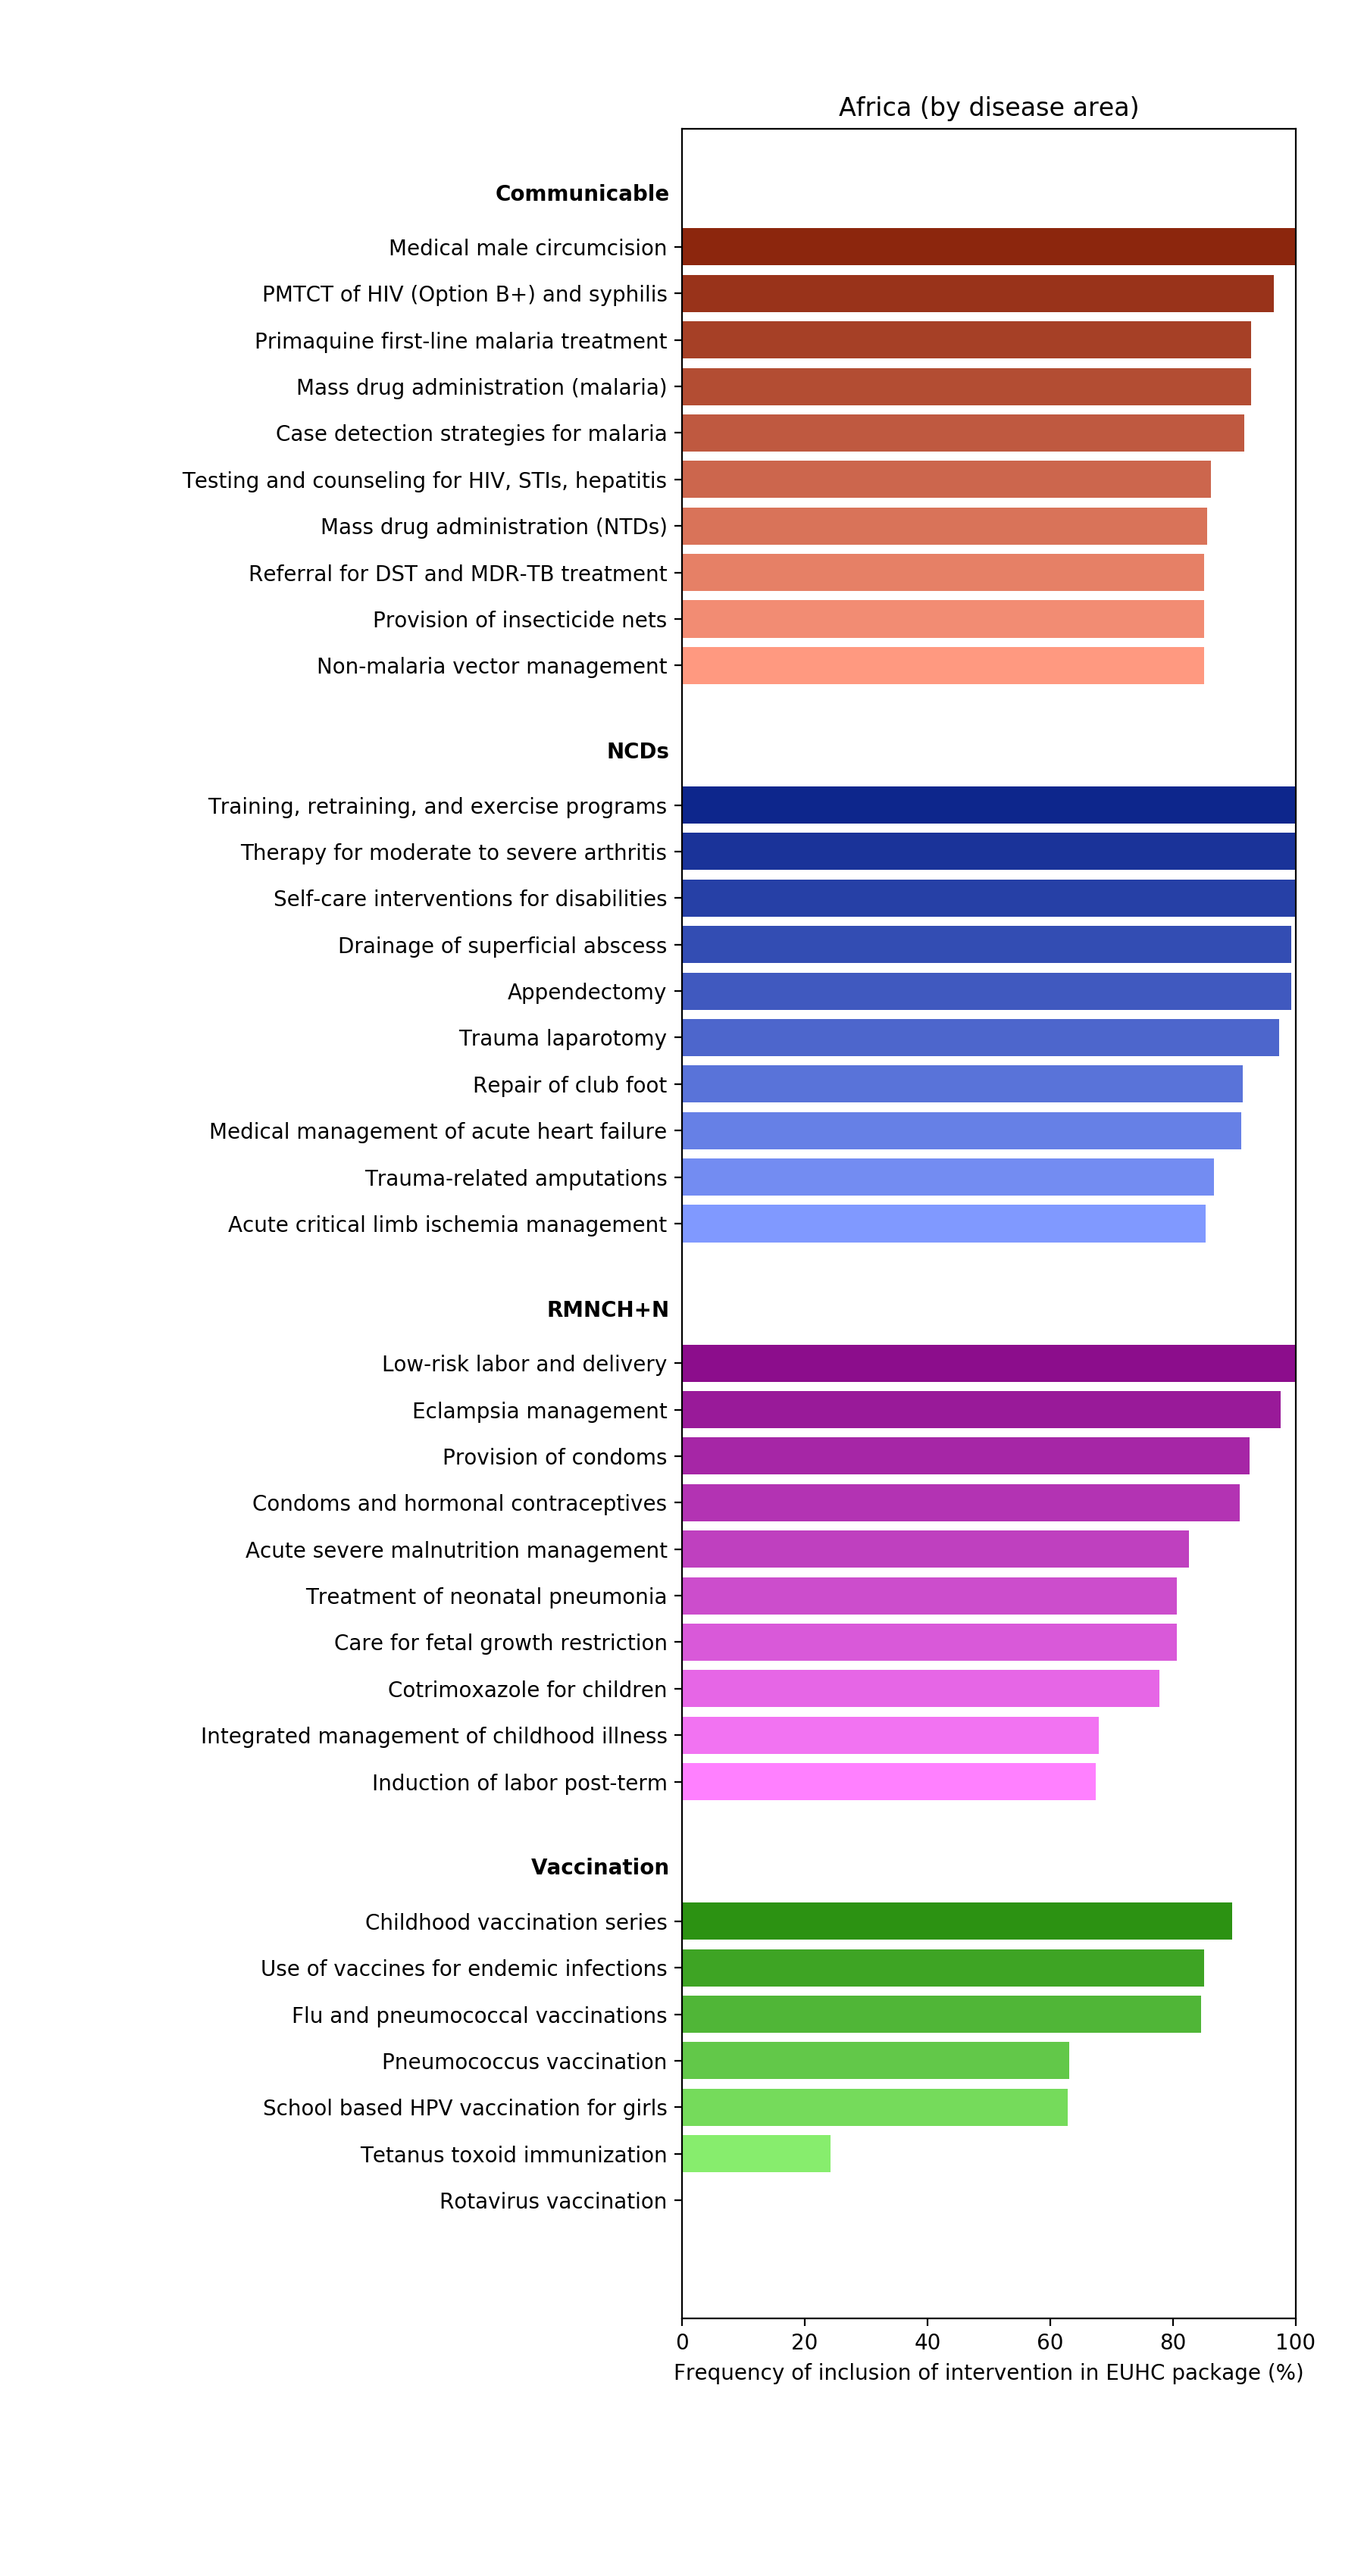 Africa (by disease area)
Communicable
Medical male circumcision
PMTCT of HIV (Option B+) and syphilis
Primaquine first-line malaria treatment
Mass drug administration (malaria)
Case detection strategies for malaria
Testing and counseling for HIV, STIs, hepatitis
Mass drug administration (NTDs)
Referral for DST and MDR-TB treatment
Provision of insecticide nets
Non-malaria vector management
NCDs
Training, retraining, and exercise programs
Therapy for moderate to severe arthritis
Self-care interventions for disabilities
Drainage of superficial abscess
Appendectomy
Trauma laparotomy
Repair of club foot
Medical management of acute heart failure
Trauma-related amputations
Acute critical limb ischemia management
RMNCH+N
Low-risk labor and delivery
Eclampsia management
Provision of condoms
Condoms and hormonal contraceptives
Acute severe malnutrition management
Treatment of neonatal pneumonia
Care for fetal growth restriction
Cotrimoxazole for children
Integrated management of childhood illness
Induction of labor post-term
Vaccination
Childhood vaccination series
Use of vaccines for endemic infections
Flu and pneumococcal vaccinations
Pneumococcus vaccination
School based HPV vaccination for girls
Tetanus toxoid immunization
Rotavirus vaccination
0 20 40 60 80 100
Frequency of inclusion of intervention in EUHC package (%)